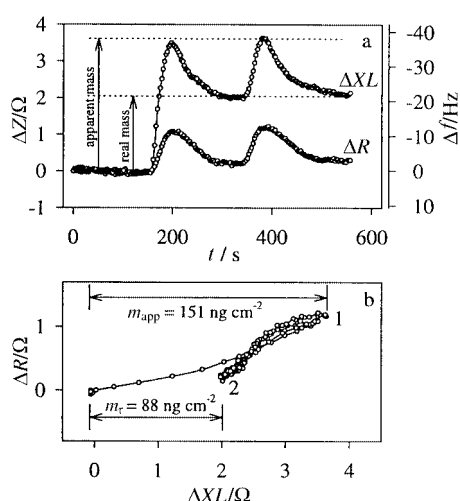 a
4
3
2
1
0
-1
ΔZ/Ω
-40
-30
-20
-10
0
10
Δf/Hz
apparent mass
real mass
ΔXL
ΔR
0
200
400
600
t / s
b
1
0
ΔR/Ω
m_app = 151 ng cm⁻²
1
2
m_r = 88 ng cm⁻²
0
1
2
3
4
ΔXL/Ω